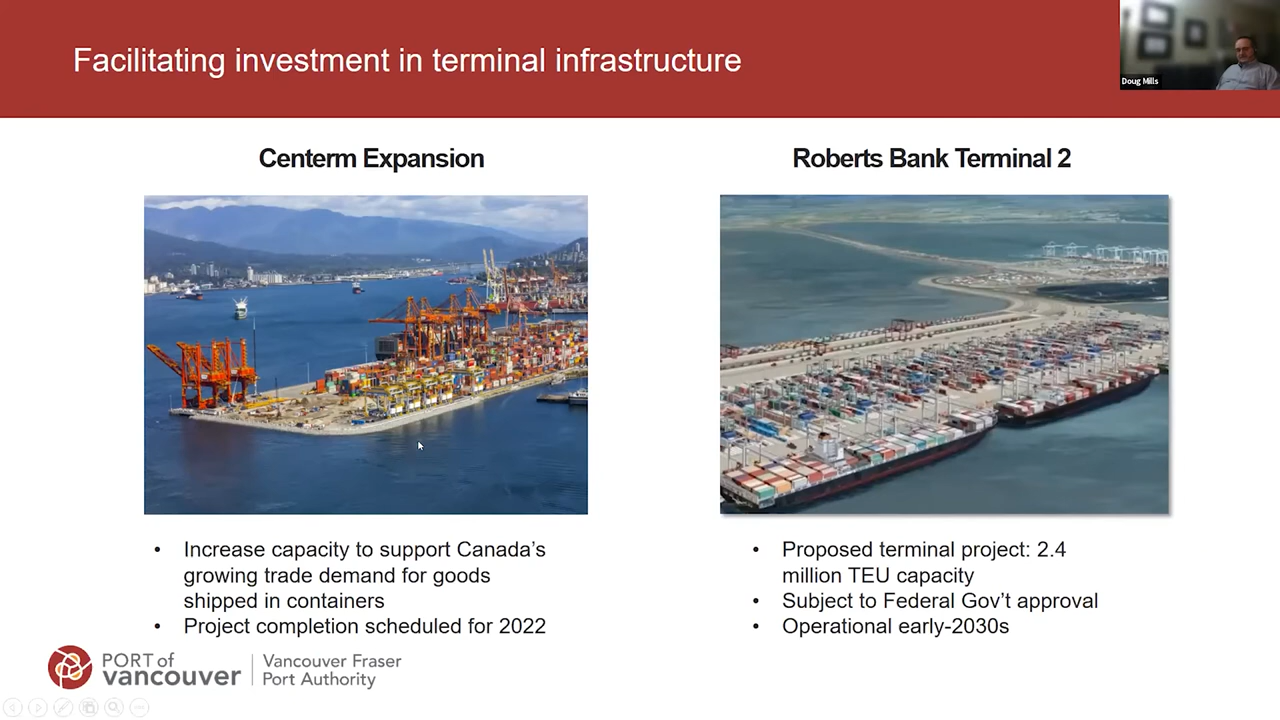 Facilitating investment in terminal infrastructure
Doug Mills
Centerm Expansion
Roberts Bank Terminal 2
• Increase capacity to support Canada's
growing trade demand for goods
shipped in containers
• Project completion scheduled for 2022
• Proposed terminal project: 2.4
million TEU capacity
• Subject to Federal Gov't approval
• Operational early-2030s
PORT of
vancouver
Vancouver Fraser
Port Authority